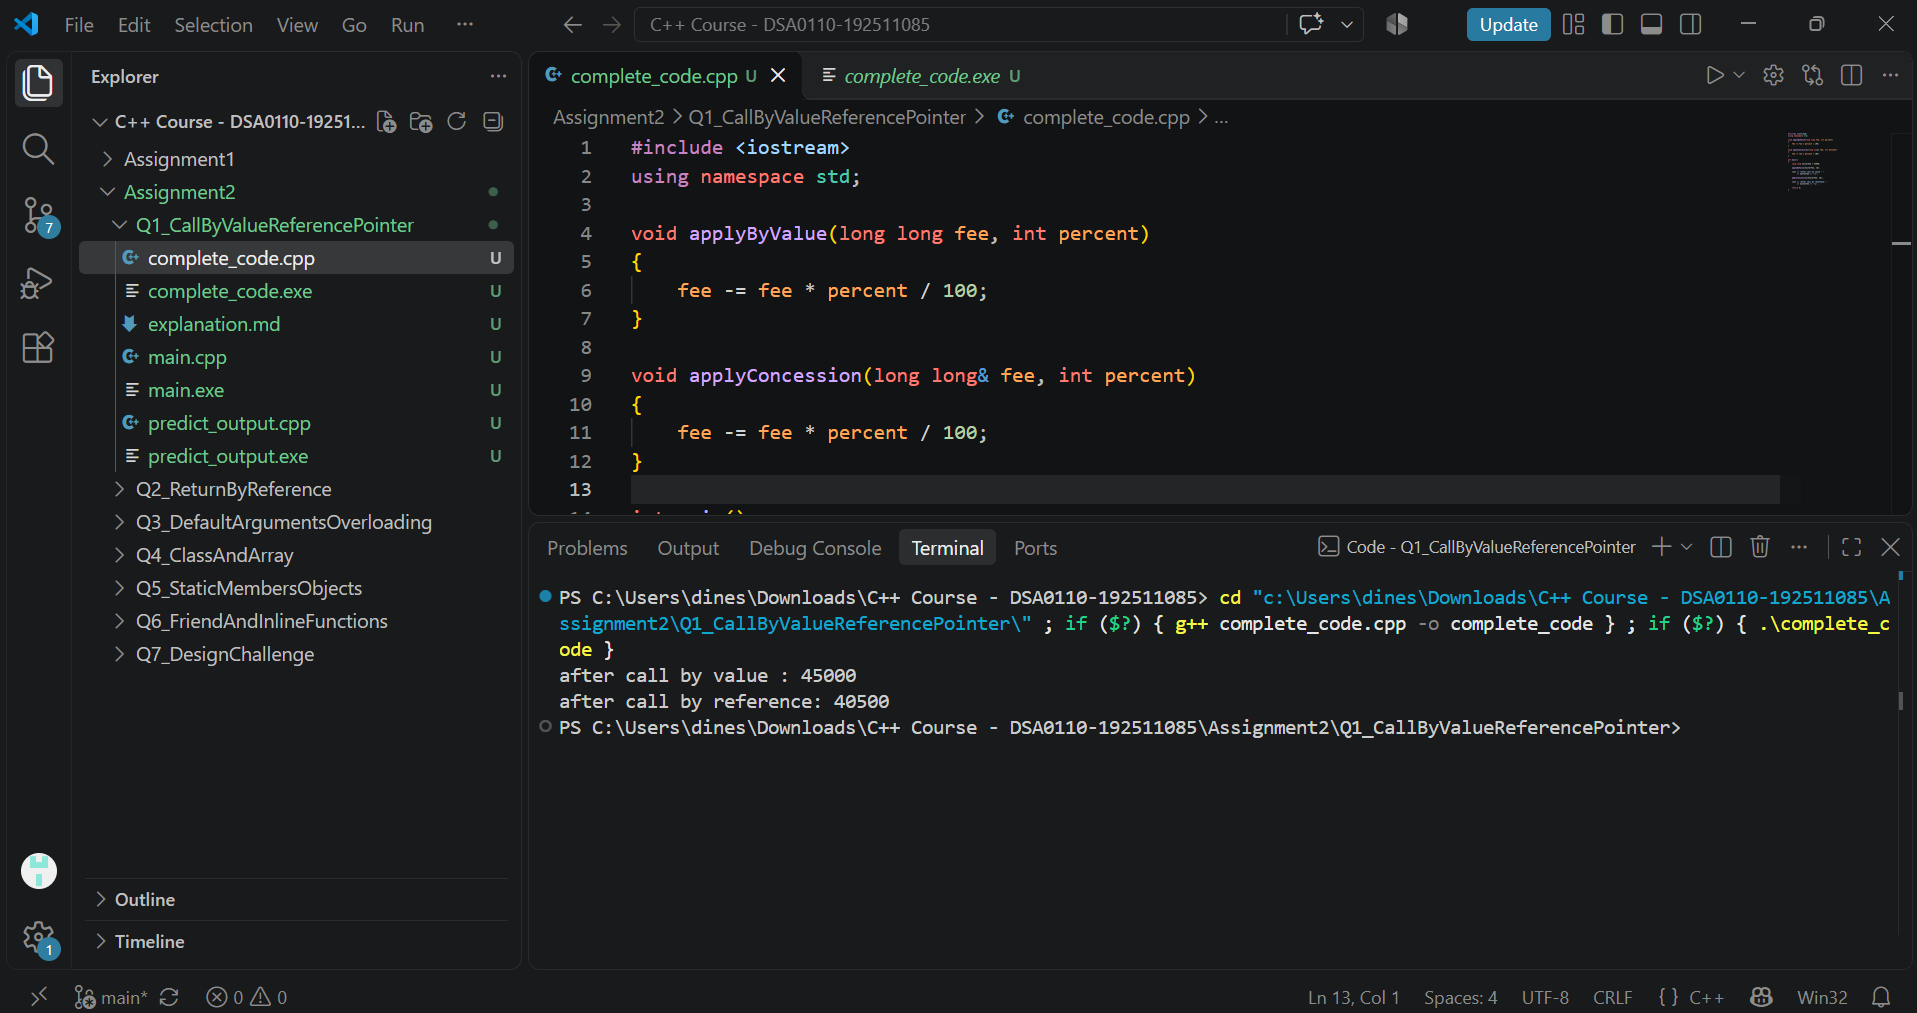 File Edit Selection View Go Run ···
C++ Course - DSA0110-192511085
Update
Explorer
C++ Course - DSA0110-19251...
Assignment1
Assignment2
Q1_CallByValueReferencePointer
complete_code.cpp U
complete_code.exe U
explanation.md U
main.cpp U
main.exe U
predict_output.cpp U
predict_output.exe U
Q2_ReturnByReference
Q3_DefaultArgumentsOverloading
Q4_ClassAndArray
Q5_StaticMembersObjects
Q6_FriendAndInlineFunctions
Q7_DesignChallenge
Outline
Timeline
7
1
complete_code.cpp U
complete_code.exe U
Assignment2 > Q1_CallByValueReferencePointer > complete_code.cpp > ...
1 #include <iostream>
2 using namespace std;
3
4 void applyByValue(long long fee, int percent)
5 {
6 fee -= fee * percent / 100;
7 }
8
9 void applyConcession(long long& fee, int percent)
10 {
11 fee -= fee * percent / 100;
12 }
13
Problems Output Debug Console Terminal Ports
Code - Q1_CallByValueReferencePointer
PS C:\Users\dines\Downloads\C++ Course - DSA0110-192511085> cd "c:\Users\dines\Downloads\C++ Course - DSA0110-192511085\A
ssignment2\Q1_CallByValueReferencePointer\" ; if ($?) { g++ complete_code.cpp -o complete_code } ; if ($?) { .\complete_c
ode }
after call by value : 45000
after call by reference: 40500
PS C:\Users\dines\Downloads\C++ Course - DSA0110-192511085\Assignment2\Q1_CallByValueReferencePointer>
main* 0 0
Ln 13, Col 1 Spaces: 4 UTF-8 CRLF {} C++ Win32